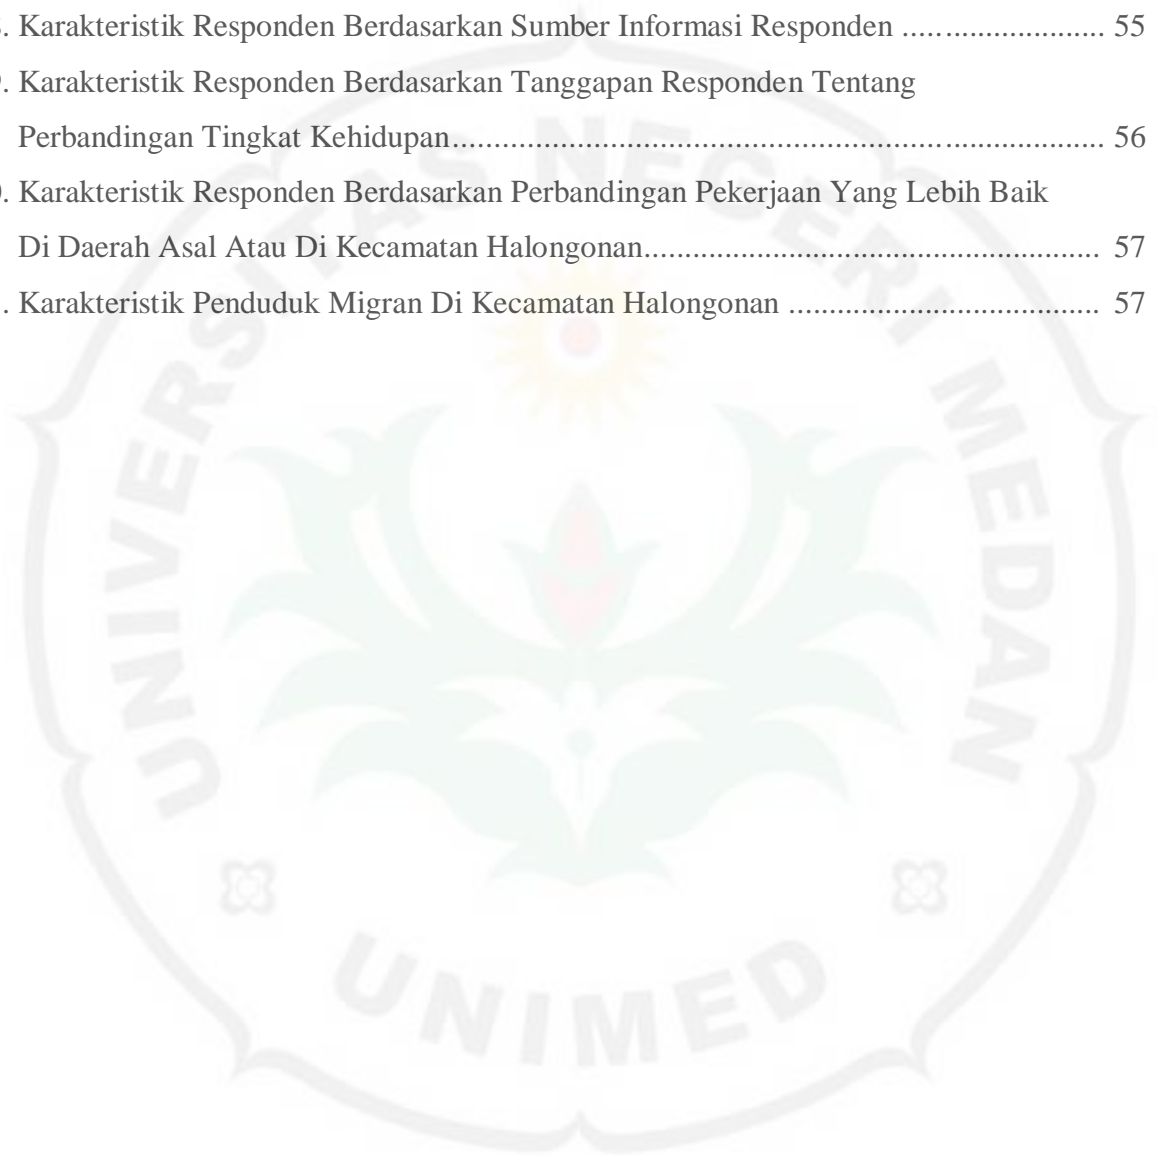 . Karakteristik Responden Berdasarkan Sumber Informasi Responden ...................... 55
. Karakteristik Responden Berdasarkan Tanggapan Responden Tentang
Perbandingan Tingkat Kehidupan........................................................................ 56
. Karakteristik Responden Berdasarkan Perbandingan Pekerjaan Yang Lebih Baik
Di Daerah Asal Atau Di Kecamatan Halongonan.................................................. 57
. Karakteristik Penduduk Migran Di Kecamatan Halongonan .................................. 57
UNIVERSITAS NEGERI MEDAN
UNIMED